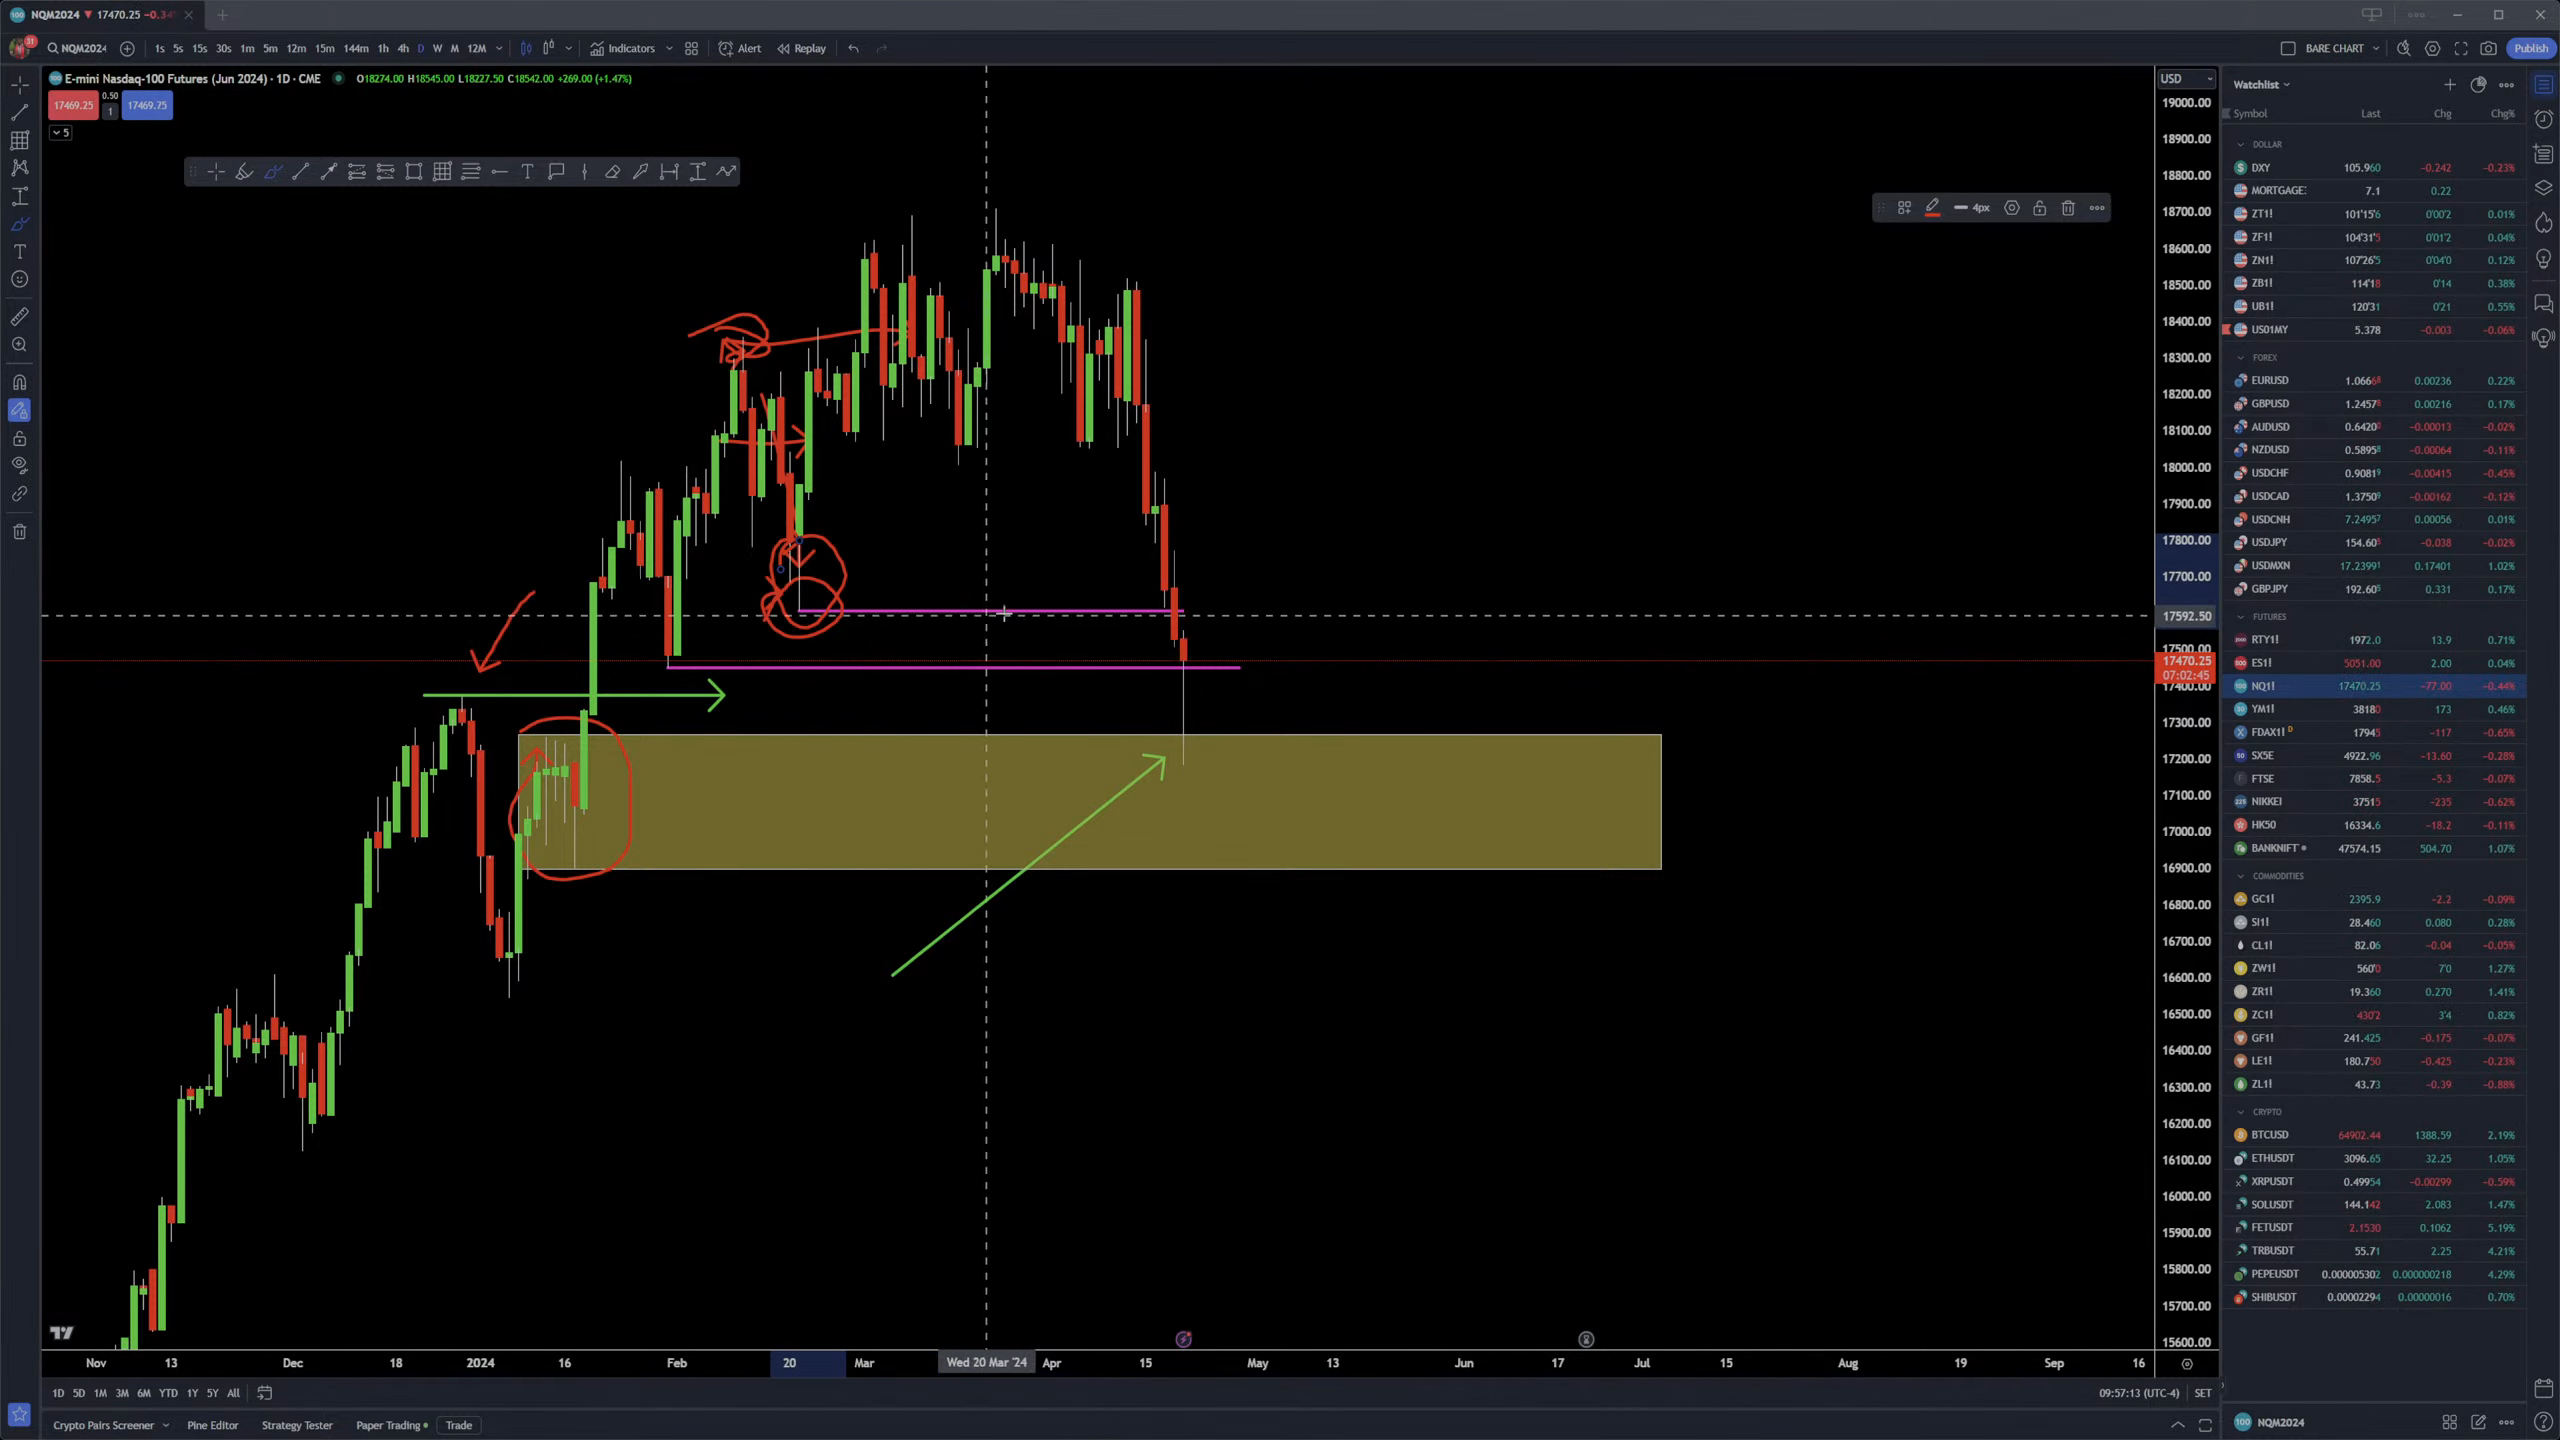 NQM2024 ▼ 17470.25 −0.34%
NQM2024 1s 5s 15s 30s 1m 5m 12m 15m 144m 1h 4h D W M 12M Indicators Alert Replay BARE CHART Publish
E-mini Nasdaq-100 Futures (Jun 2024) · 1D · CME O18274.00 H18545.00 L18227.50 C18542.00 +269.00 (+1.47%)
17469.25 0.50 1 17469.25
5
4px
USD
19000.00
18900.00
18800.00
18700.00
18600.00
18500.00
18400.00
18300.00
18200.00
18100.00
18000.00
17900.00
17800.00
17700.00
17592.50
17500.00
17470.25
07:02:45
17400.00
17300.00
17200.00
17100.00
17000.00
16900.00
16800.00
16700.00
16600.00
16500.00
16400.00
16300.00
16200.00
16100.00
16000.00
15900.00
15800.00
15700.00
15600.00
Nov 13 Dec 18 2024 16 Feb 20 Mar Wed 20 Mar '24 Apr 15 May 13 Jun 17 Jul 15 Aug 19 Sep 16
1D 5D 1M 3M 6M YTD 1Y 5Y All 09:57:13 (UTC-4) SET
Crypto Pairs Screener Pine Editor Strategy Tester Paper Trading Trade
Watchlist
Symbol Last Chg Chg%
DOLLAR
DXY 105.960 −0.242 −0.23%
MORTGAGE: 7.1 0.22
ZT1! 101'15'6 0'00'2 0.01%
ZF1! 104'31'5 0'01'2 0.04%
ZN1! 107'26'5 0'04'0 0.12%
ZB1! 114'18 0'14 0.38%
UB1! 120'31 0'21 0.55%
US01MY 5.378 −0.003 −0.06%
FOREX
EURUSD 1.06668 0.00236 0.22%
GBPUSD 1.24578 0.00216 0.17%
AUDUSD 0.64200 −0.00013 −0.02%
NZDUSD 0.58958 −0.00064 −0.11%
USDCHF 0.90819 −0.00415 −0.45%
USDCAD 1.37509 −0.00162 −0.12%
USDCNH 7.24957 0.00056 0.01%
USDJPY 154.608 −0.038 −0.02%
USDMXN 17.23991 0.17401 1.02%
GBPJPY 192.605 0.331 0.17%
FUTURES
RTY1! 1972.0 13.9 0.71%
ES1! 5051.00 2.00 0.04%
NQ1! 17470.25 −77.00 −0.44%
YM1! 38180 173 0.46%
FDAX1! D 17945 −117 −0.65%
SX5E 4922.96 −13.60 −0.28%
FTSE 7858.5 −5.3 −0.07%
NIKKEI 37515 −235 −0.62%
HK50 16334.6 −18.2 −0.11%
BANKNIFT 47574.15 504.70 1.07%
COMMODITIES
GC1! 2395.9 −2.2 −0.09%
SI1! 28.460 0.080 0.28%
CL1! 82.06 −0.04 −0.05%
ZW1! 560'0 7'0 1.27%
ZR1! 19.360 0.270 1.41%
ZC1! 430'2 3'4 0.82%
GF1! 241.425 −0.175 −0.07%
LE1! 180.750 −0.425 −0.23%
ZL1! 43.73 −0.39 −0.88%
CRYPTO
BTCUSD 64902.44 1388.59 2.19%
ETHUSDT 3096.65 32.25 1.05%
XRPUSDT 0.49954 −0.00299 −0.59%
SOLUSDT 144.142 2.083 1.47%
FETUSDT 2.1530 0.1062 5.19%
TRBUSDT 55.71 2.25 4.21%
PEPEUSDT 0.000005302 0.000000218 4.29%
SHIBUSDT 0.00002294 0.00000016 0.70%
NQM2024